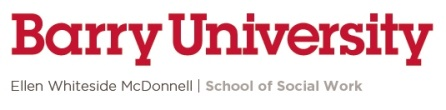 Barry University
Ellen Whiteside McDonnell | School of Social Work